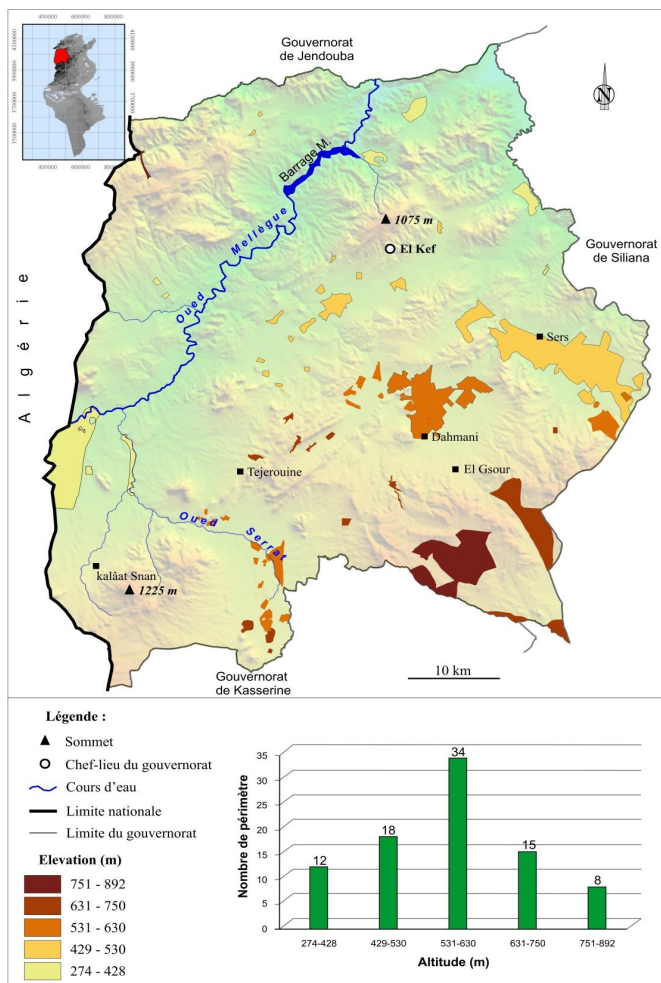 400000 600000 800000
4100000
3900000
3700000
Gouvernorat
de Jendouba
N
Barrage M.
1075 m
El Kef
Oued Mellègue
Gouvernorat
de Siliana
Algérie
Sers
Dahmani
Tejerouine
El Gsour
Oued Serrat
kalâat Snan
1225 m
10 km
Gouvernorat
de Kasserine
Légende :
Sommet
Chef-lieu du gouvernorat
Cours d'eau
Limite nationale
Limite du gouvernorat
Elevation (m)
751 - 892
631 - 750
531 - 630
429 - 530
274 - 428
Nombre de périmètre
35
30
25
20
15
10
5
0
12
18
34
15
8
274-428
429-530
531-630
631-750
751-892
Altitude (m)